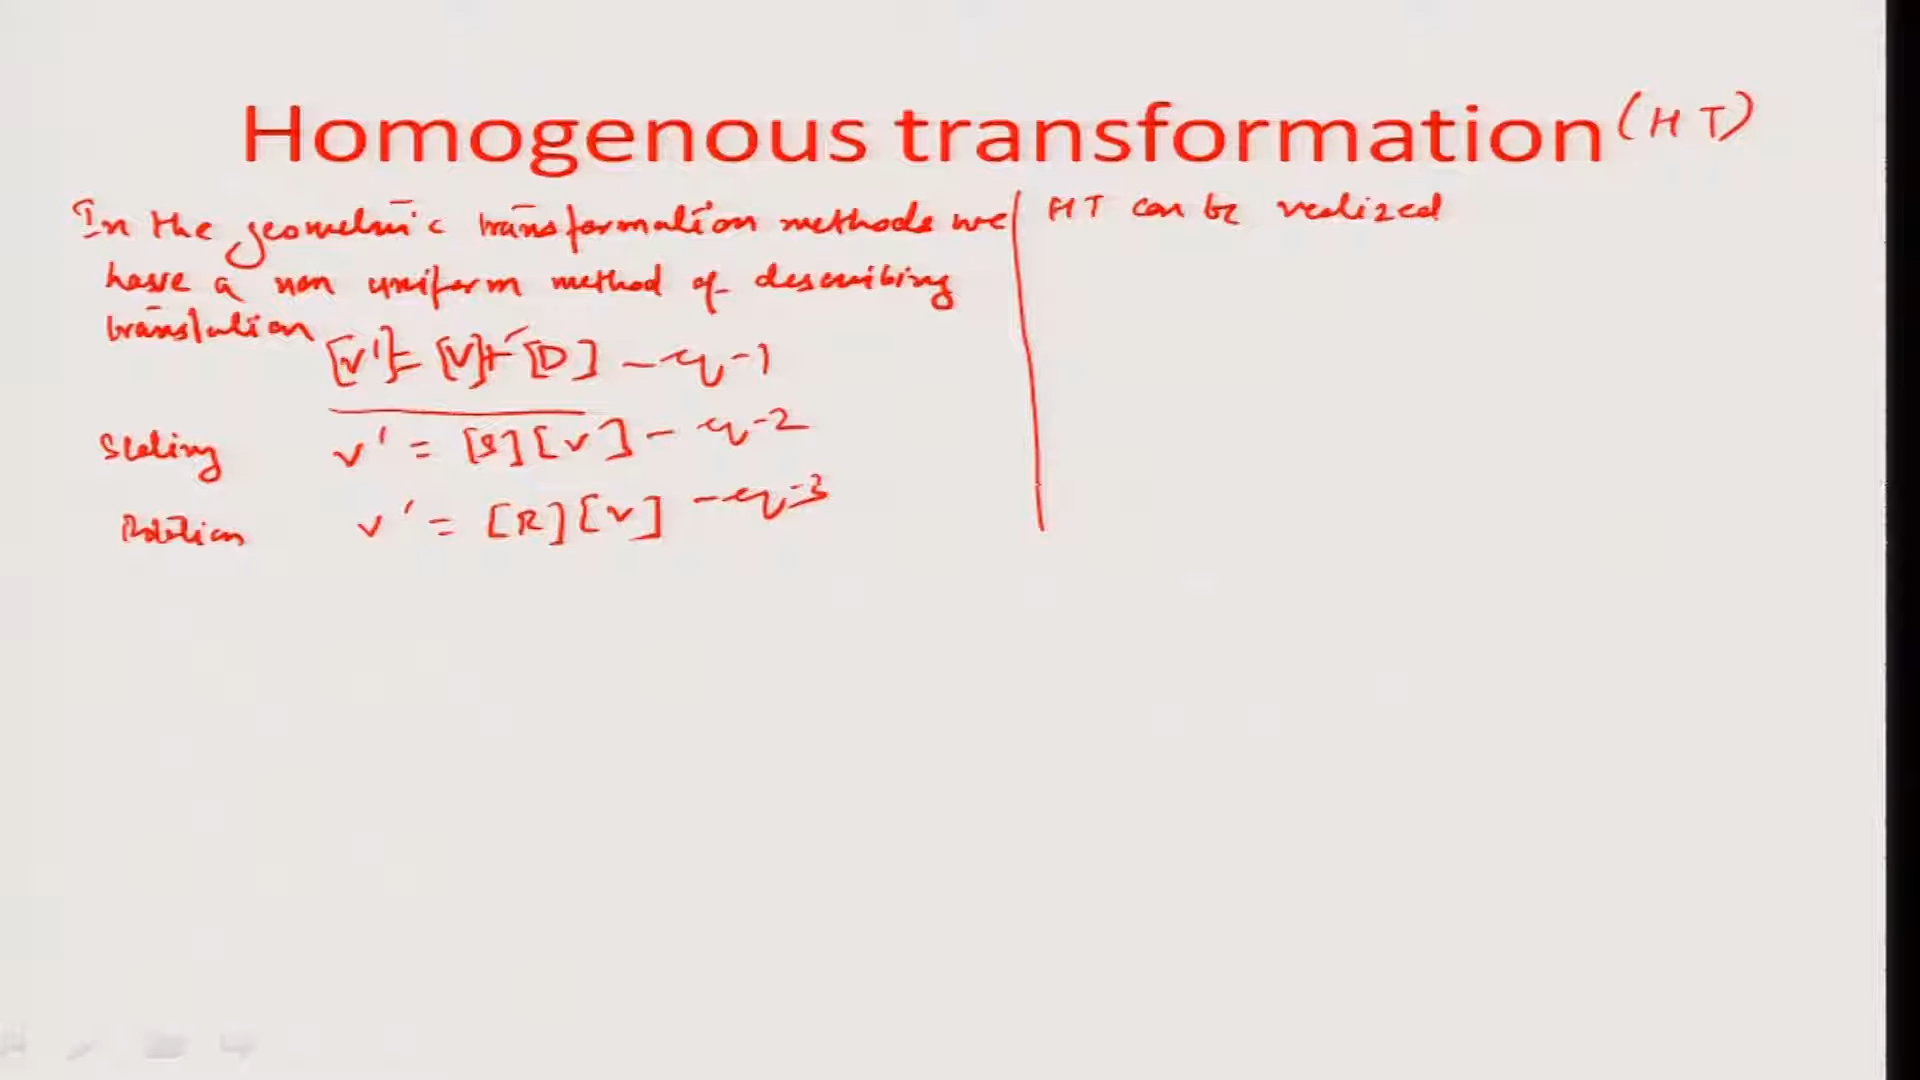 Homogenous transformation (HT)
In the geometric transformation methods we
have a non uniform method of describing
translation
[v'] = [V] + [D] - eq-1
Scaling v' = [S][v] - eq-2
Rotation v' = [R][v] - eq-3
HT can be realized